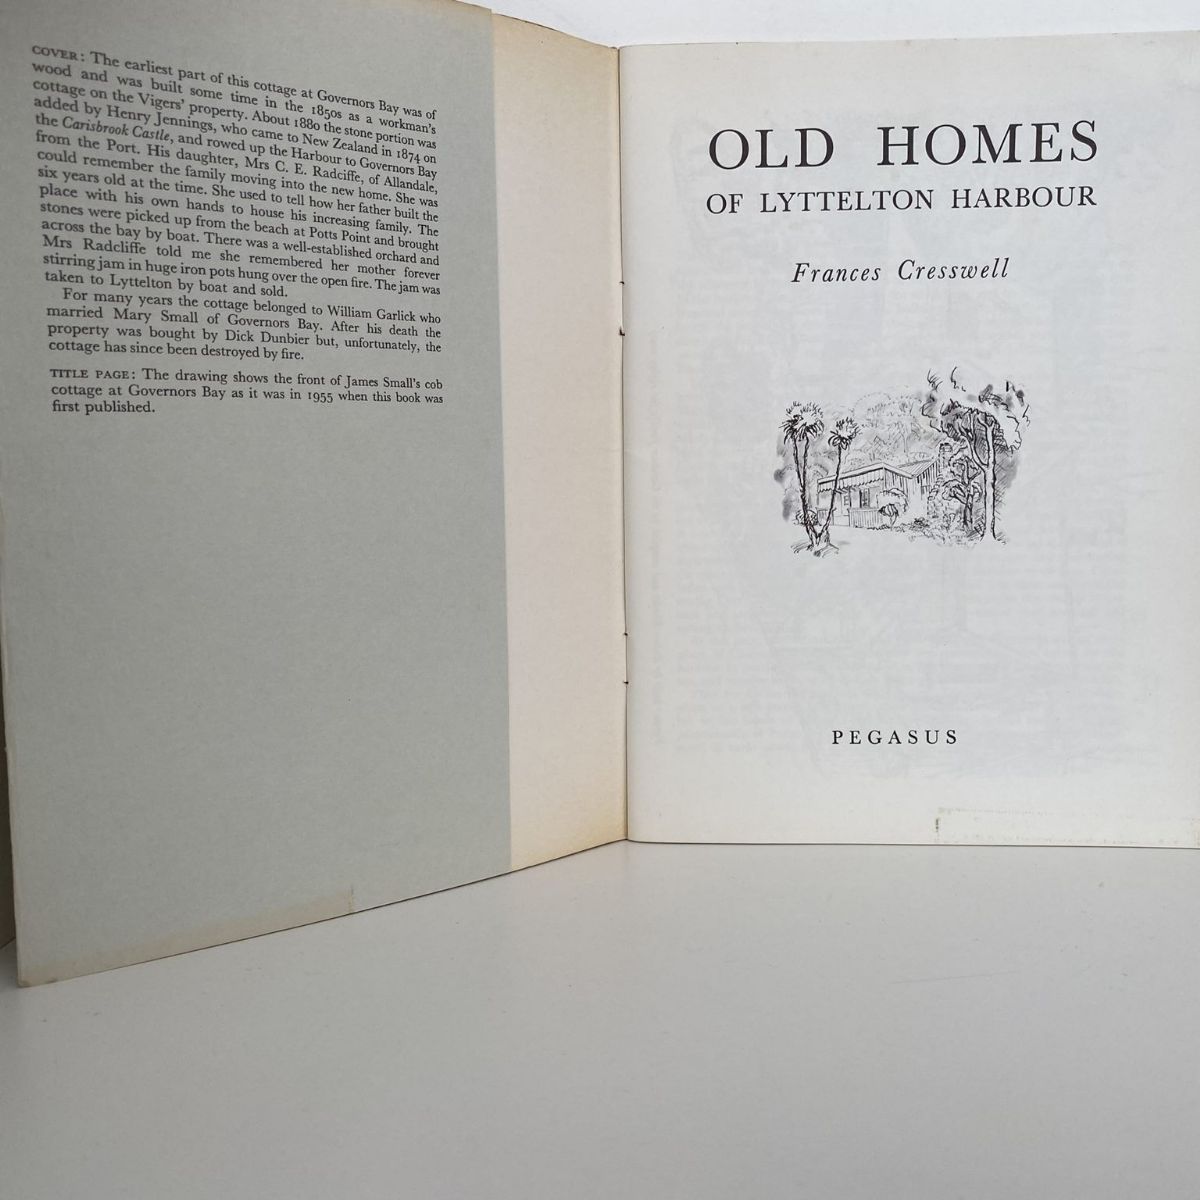 COVER: The earliest part of this cottage at Governors Bay was of
wood and was built some time in the 1850s as a workman's
cottage on the Vigers' property. About 1880 the stone portion was
added by Henry Jennings, who came to New Zealand in 1874 on
the Carisbrook Castle, and rowed up the Harbour to Governors Bay
from the Port. His daughter, Mrs C. E. Radciffe, of Allandale,
could remember the family moving into the new home. She was
six years old at the time. She used to tell how her father built the
place with his own hands to house his increasing family. The
stones were picked up from the beach at Potts Point and brought
across the bay by boat. There was a well-established orchard and
Mrs Radcliffe told me she remembered her mother forever
stirring jam in huge iron pots hung over the open fire. The jam was
taken to Lyttelton by boat and sold.
For many years the cottage belonged to William Garlick who
married Mary Small of Governors Bay. After his death the
property was bought by Dick Dunbier but, unfortunately, the
cottage has since been destroyed by fire.
TITLE PAGE: The drawing shows the front of James Small's cob
cottage at Governors Bay as it was in 1955 when this book was
first published.
OLD HOMES
OF LYTTELTON HARBOUR
Frances Cresswell
PEGASUS